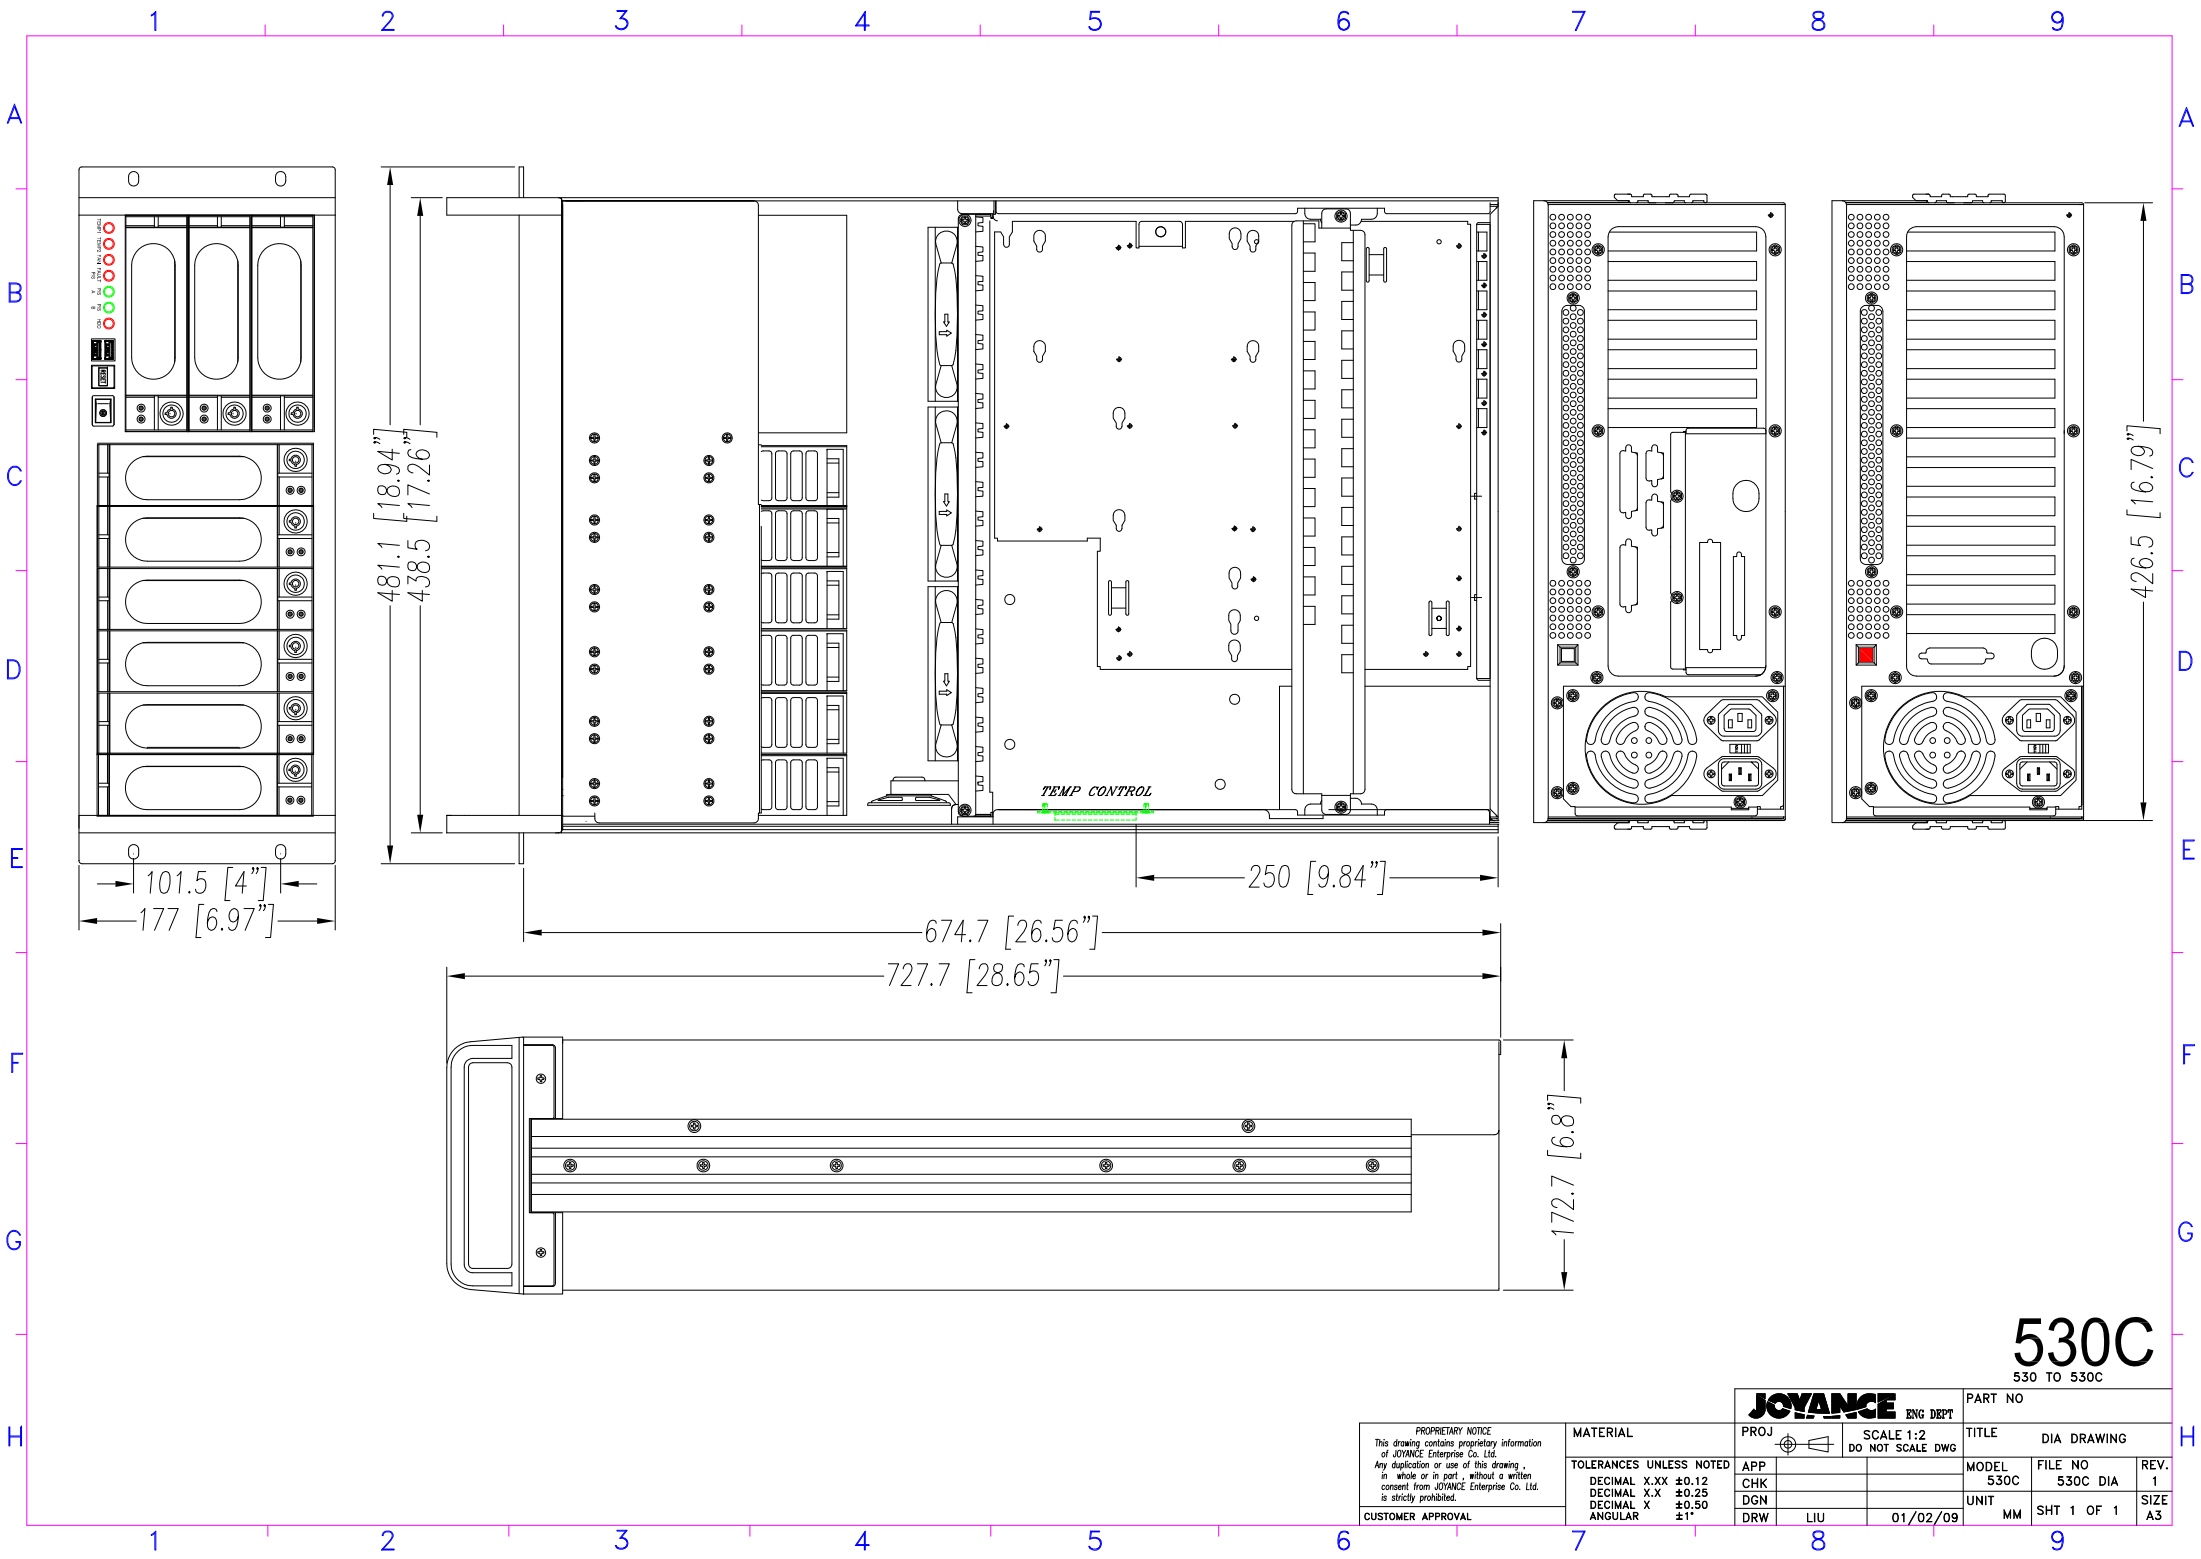 1 2 3 4 5 6 7 8 9
A A
B B
C C
D D
E E
F F
G G
H H
TEMP1
TEMP2
FAN
FAULT
P/S
P/S
A
P/S
B
HDD
RESET
481.1 [18.94"]
438.5 [17.26"]
101.5 [4"]
177 [6.97"]
TEMP CONTROL
250 [9.84"]
674.7 [26.56"]
727.7 [28.65"]
426.5 [16.79"]
172.7 [6.8"]
530C
530 TO 530C
PROPRIETARY NOTICE
This drawing contains proprietary information
of JOYANCE Enterprise Co. Ltd.
Any duplication or use of this drawing ,
in whole or in part , without a written
consent from JOYANCE Enterprise Co. Ltd.
is strictly prohibited.
CUSTOMER APPROVAL
MATERIAL
TOLERANCES UNLESS NOTED
DECIMAL X.XX ±0.12
DECIMAL X.X ±0.25
DECIMAL X ±0.50
ANGULAR ±1°
JOYANCE ENG DEPT
PROJ
SCALE 1:2
DO NOT SCALE DWG
APP
CHK
DGN
DRW LIU 01/02/09
PART NO
TITLE DIA DRAWING
MODEL
530C
FILE NO
530C DIA
REV.
1
UNIT
MM
SHT 1 OF 1
SIZE
A3
1 2 3 4 5 6 7 8 9